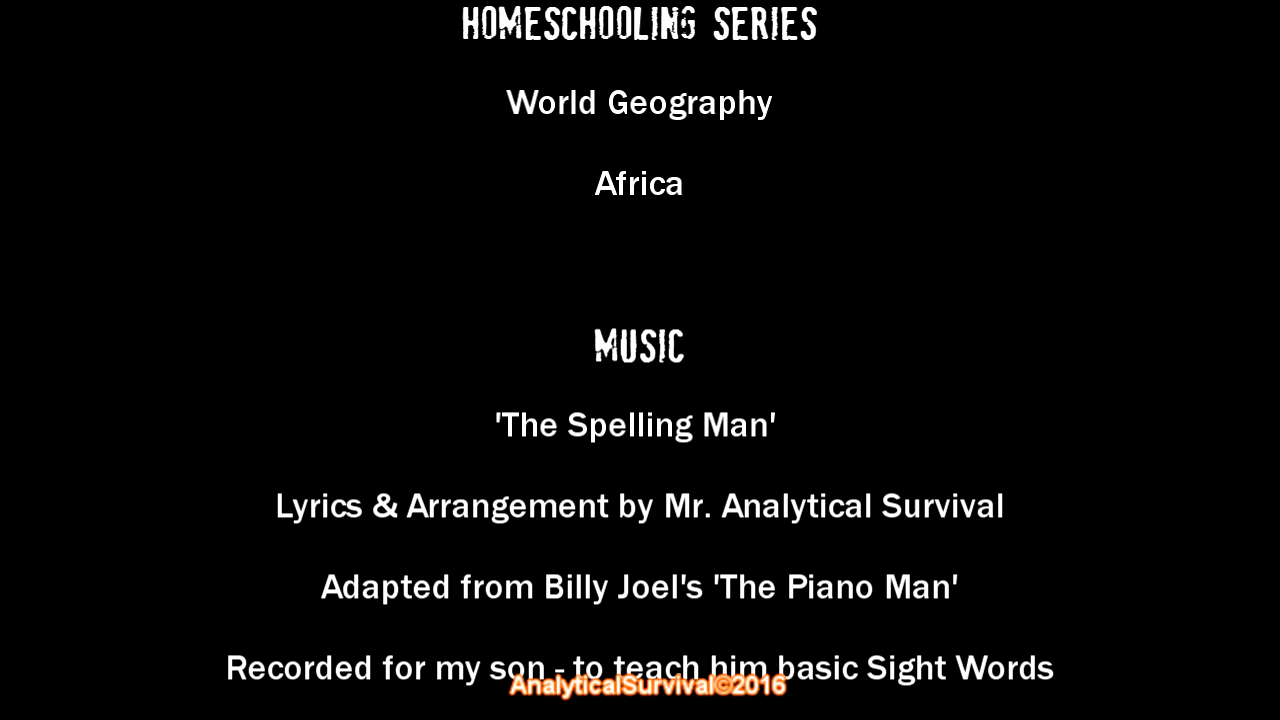 HOMESCHOOLING SERIES
World Geography
Africa
MUSIC
'The Spelling Man'
Lyrics & Arrangement by Mr. Analytical Survival
Adapted from Billy Joel's 'The Piano Man'
Recorded for my son - to teach him basic Sight Words
AnalyticalSurvival©2016